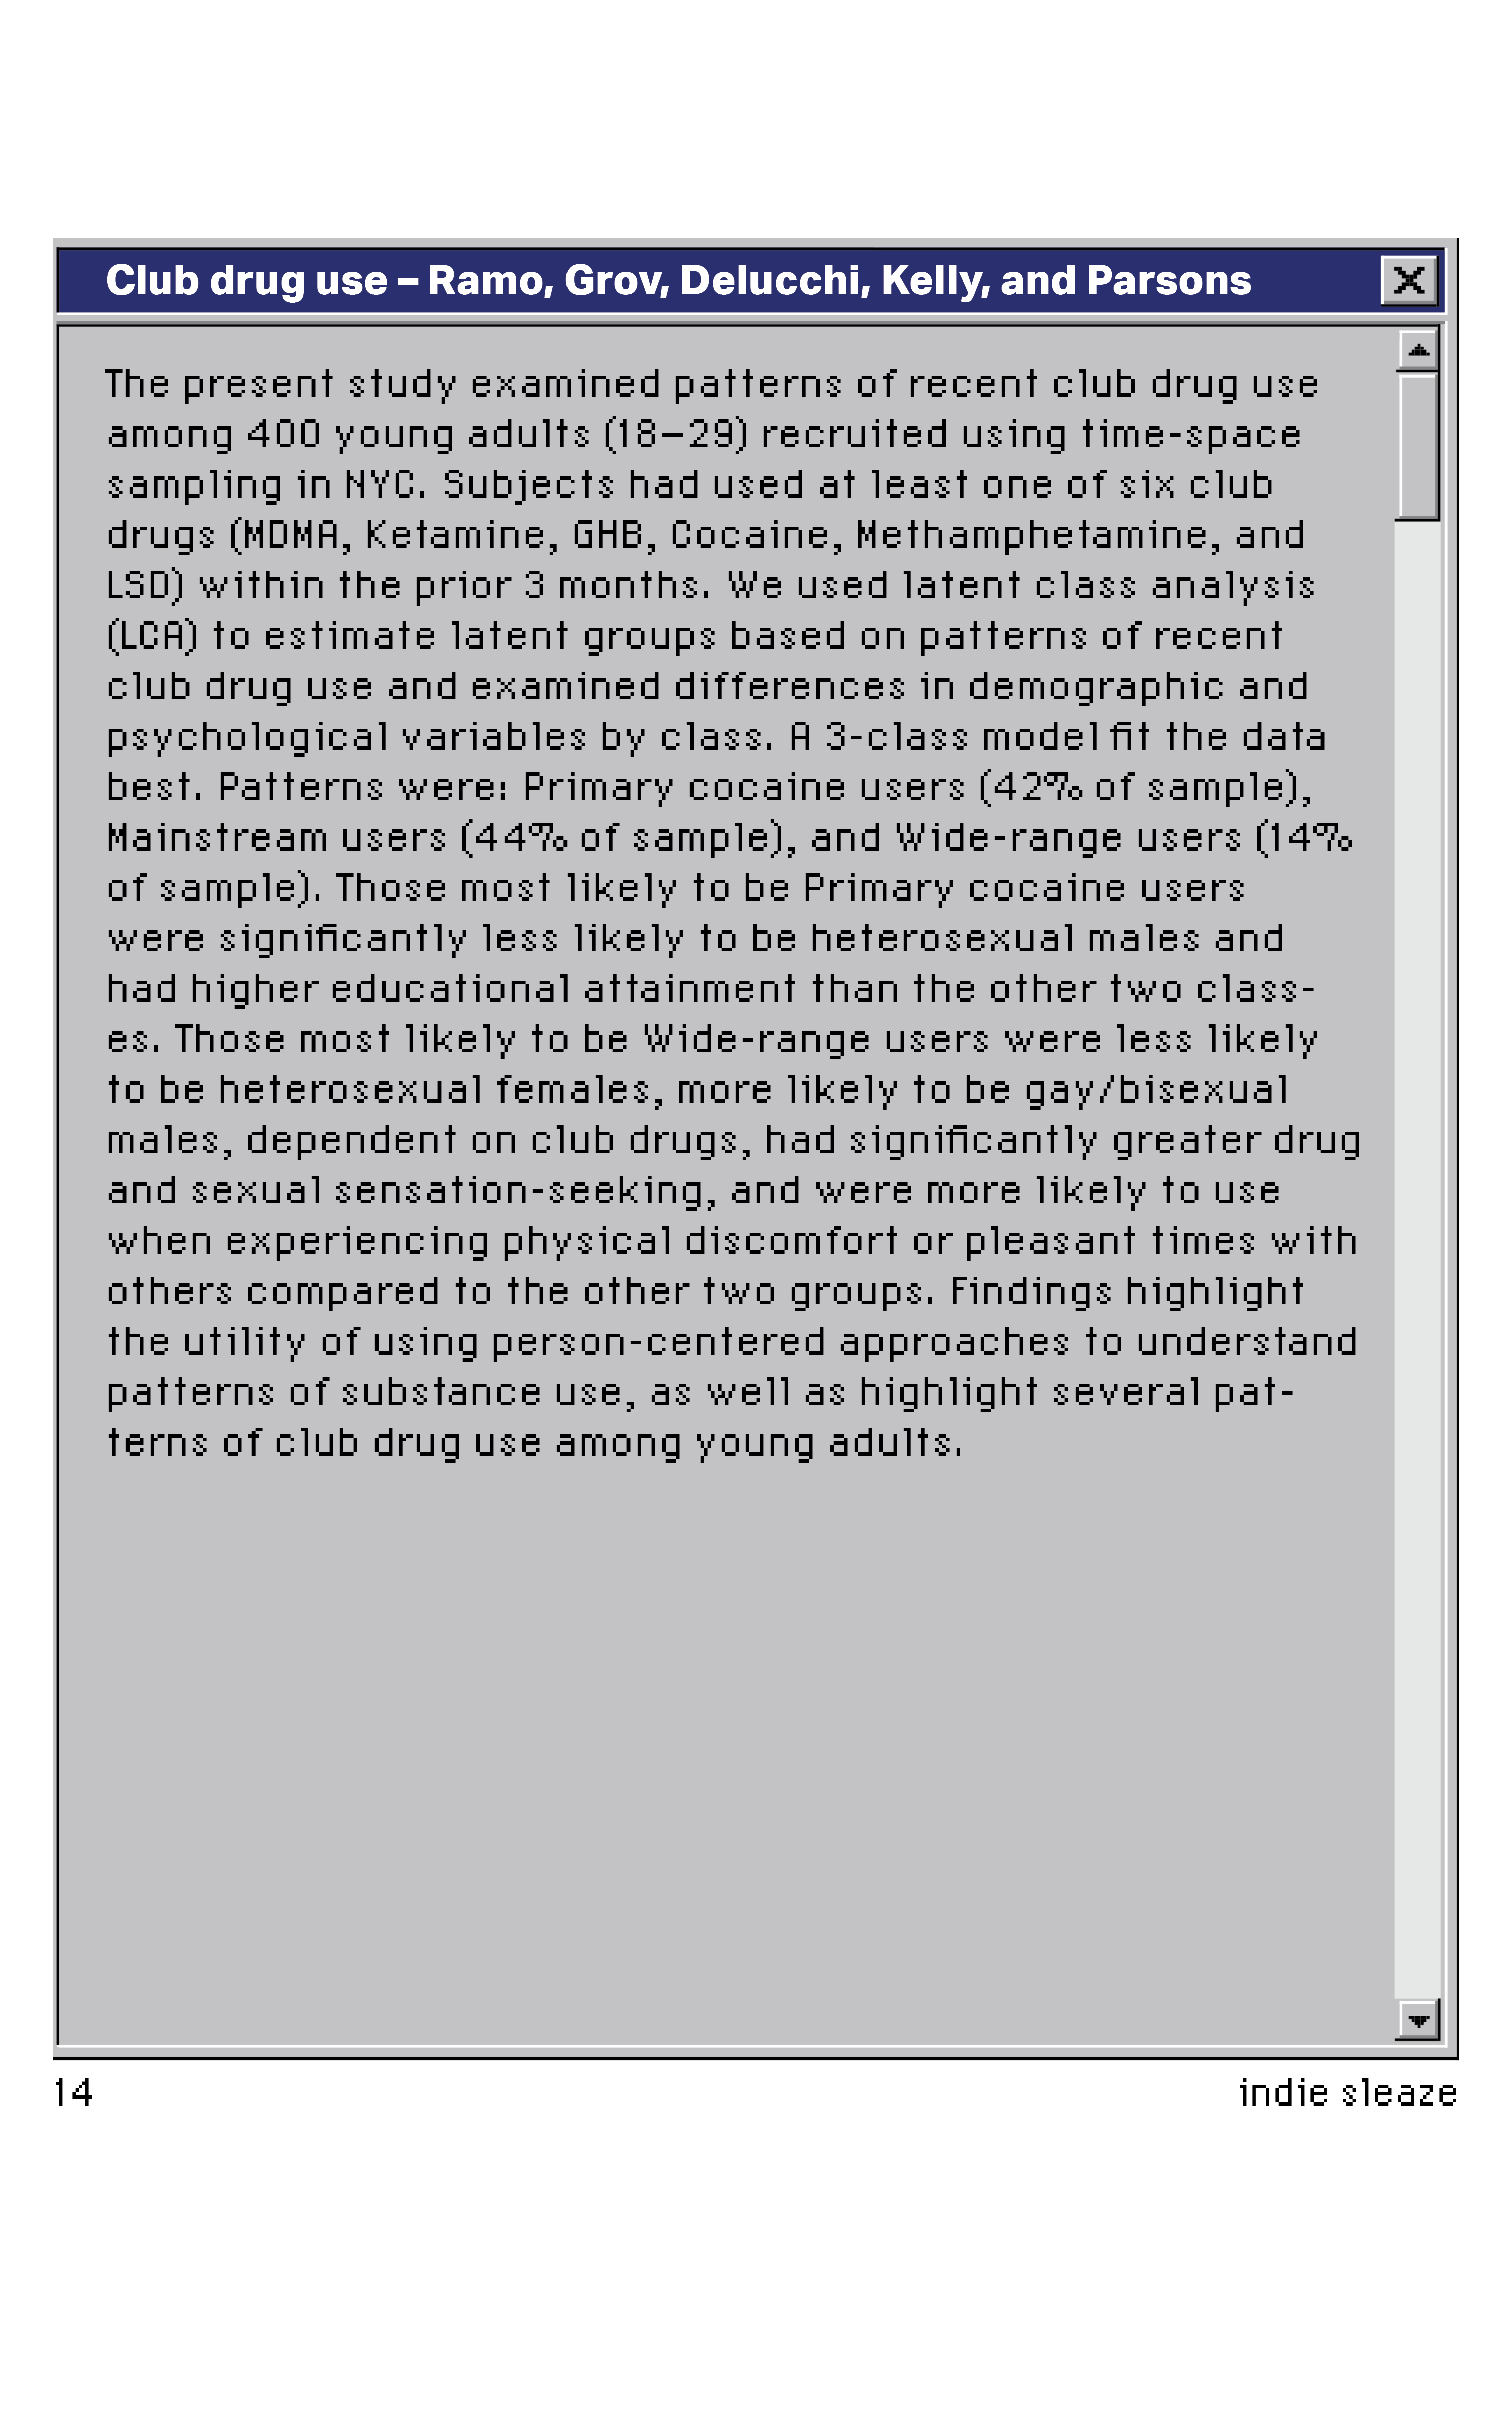 Club drug use – Ramo, Grov, Delucchi, Kelly, and Parsons
The present study examined patterns of recent club drug use
among 400 young adults (18–29) recruited using time-space
sampling in NYC. Subjects had used at least one of six club
drugs (MDMA, Ketamine, GHB, Cocaine, Methamphetamine, and
LSD) within the prior 3 months. We used latent class analysis
(LCA) to estimate latent groups based on patterns of recent
club drug use and examined differences in demographic and
psychological variables by class. A 3-class model fit the data
best. Patterns were: Primary cocaine users (42% of sample),
Mainstream users (44% of sample), and Wide-range users (14%
of sample). Those most likely to be Primary cocaine users
were significantly less likely to be heterosexual males and
had higher educational attainment than the other two class-
es. Those most likely to be Wide-range users were less likely
to be heterosexual females, more likely to be gay/bisexual
males, dependent on club drugs, had significantly greater drug
and sexual sensation-seeking, and were more likely to use
when experiencing physical discomfort or pleasant times with
others compared to the other two groups. Findings highlight
the utility of using person-centered approaches to understand
patterns of substance use, as well as highlight several pat-
terns of club drug use among young adults.
14
indie sleaze